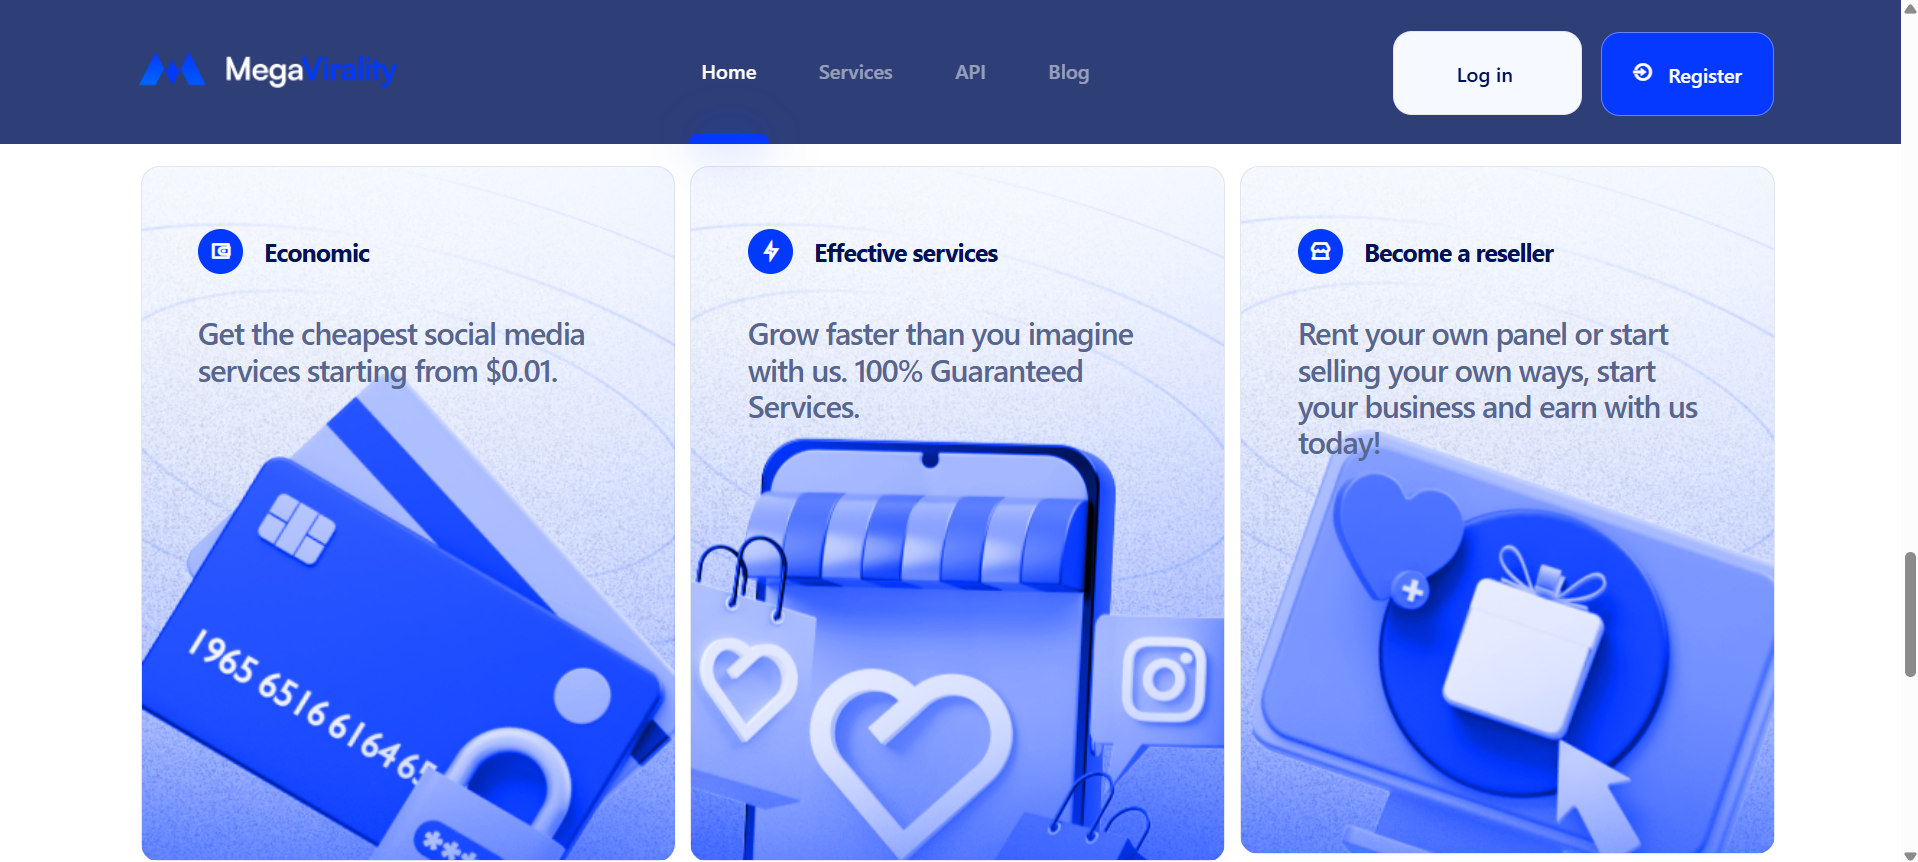 MegaVirality
Home
Services
API
Blog
Log in
Register
Economic
Get the cheapest social media
services starting from $0.01.
1965 6516 616465
***
Effective services
Grow faster than you imagine
with us. 100% Guaranteed
Services.
Become a reseller
Rent your own panel or start
selling your own ways, start
your business and earn with us
today!